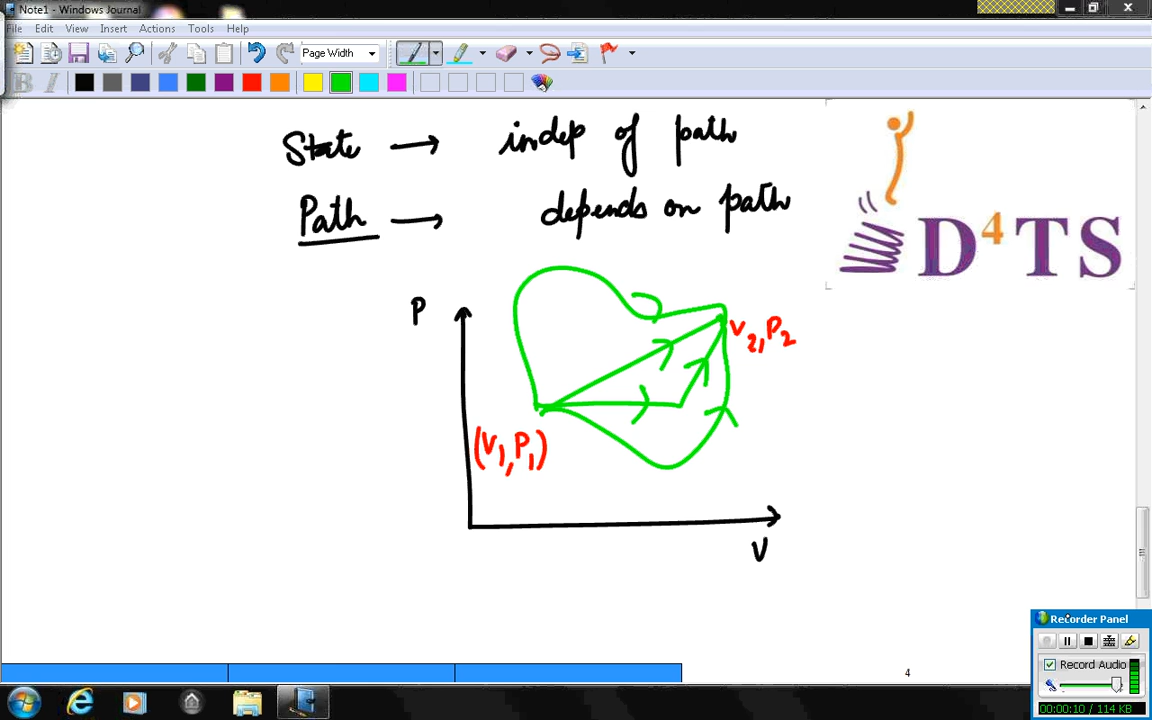 Note1 - Windows Journal
File Edit View Insert Actions Tools Help
Page Width
B I
State → indep of path
Path → depends on path
D4TS
P
V2, P2
(V1, P1)
V
4
Recorder Panel
Record Audio
00:00:10 / 114 KB